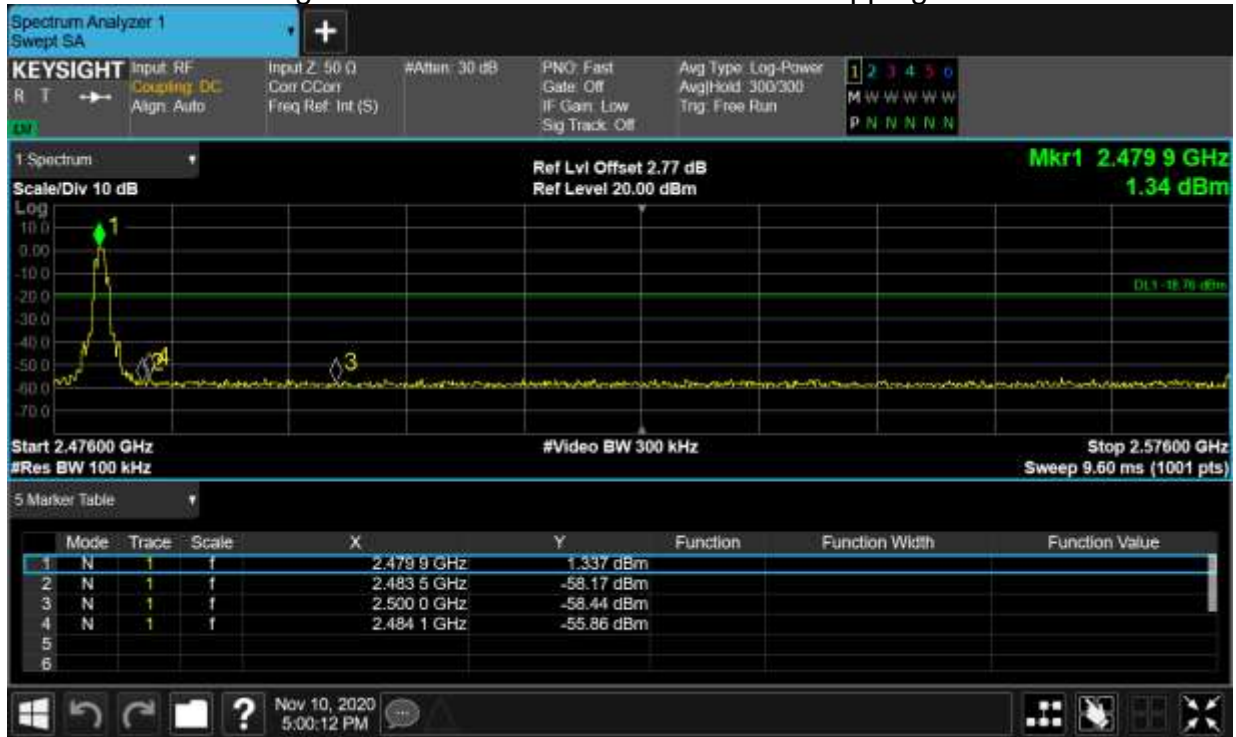 Spectrum Analyzer 1
Swept SA
+
KEYSIGHT Input: RF Input Z: 50 Ω #Atten: 30 dB PNO: Fast Avg Type: Log-Power 1 2 3 4 5 6
R T Coupling: DC Corr CCorr Gate: Off Avg|Hold: 300/300 M W W W W W
Align: Auto Freq Ref: Int (S) IF Gain: Low Trig: Free Run
Sig Track: Off P N N N N N
1 Spectrum Ref Lvl Offset 2.77 dB Mkr1 2.479 9 GHz
Scale/Div 10 dB Ref Level 20.00 dBm 1.34 dBm
Log
10.0 1
0.00
-10.0
-20.0 DL1 -18.76 dBm
-30.0
-40.0
-50.0 2 4 3
-60.0
-70.0
Start 2.47600 GHz #Video BW 300 kHz Stop 2.57600 GHz
#Res BW 100 kHz Sweep 9.60 ms (1001 pts)
5 Marker Table
Mode Trace Scale X Y Function Function Width Function Value
1 N 1 f 2.479 9 GHz 1.337 dBm
2 N 1 f 2.483 5 GHz -58.17 dBm
3 N 1 f 2.500 0 GHz -58.44 dBm
4 N 1 f 2.484 1 GHz -55.86 dBm
5
6
? Nov 10, 2020
5:00:12 PM